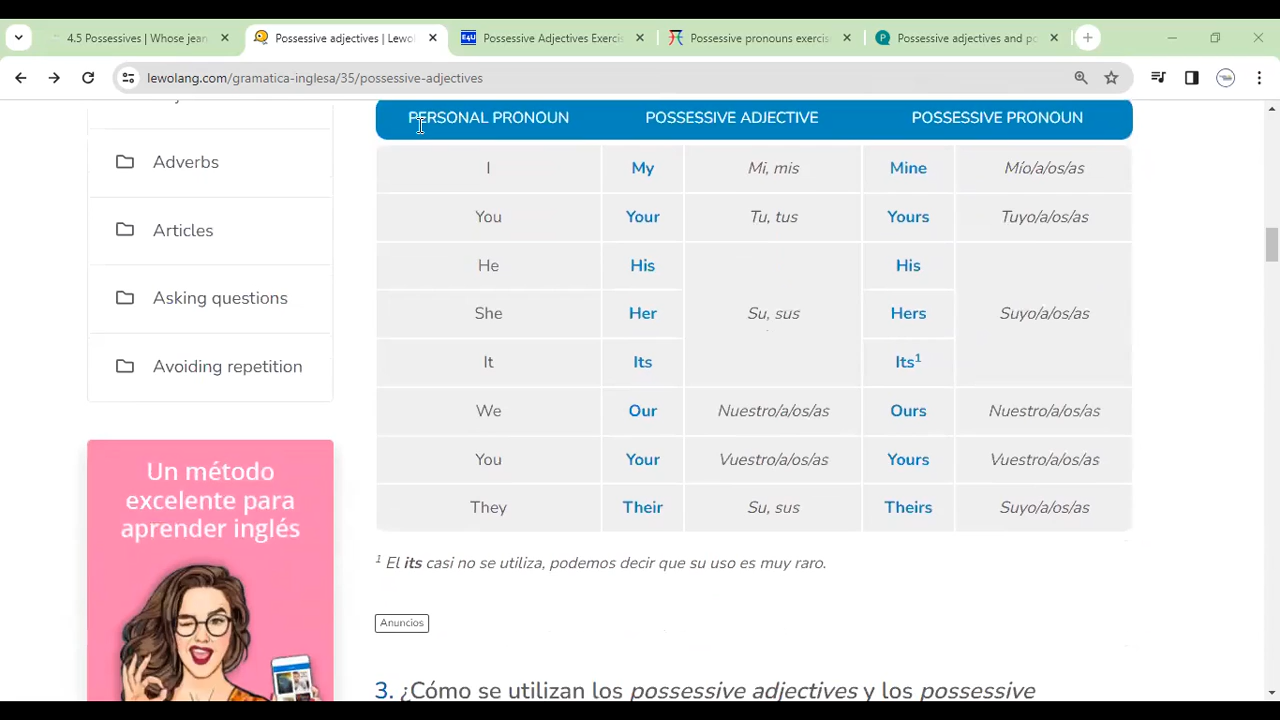 4.5 Possessives | Whose jean
Possessive adjectives | Lewo
Possessive Adjectives Exercis
Possessive pronouns exercis
Possessive adjectives and po
lewolang.com/gramatica-inglesa/35/possessive-adjectives
PERSONAL PRONOUN POSSESSIVE ADJECTIVE POSSESSIVE PRONOUN
I My Mi, mis Mine Mío/a/os/as
You Your Tu, tus Yours Tuyo/a/os/as
He His His
She Her Su, sus Hers Suyo/a/os/as
It Its Its¹
We Our Nuestro/a/os/as Ours Nuestro/a/os/as
You Your Vuestro/a/os/as Yours Vuestro/a/os/as
They Their Su, sus Theirs Suyo/a/os/as
¹ El its casi no se utiliza, podemos decir que su uso es muy raro.
Anuncios
3. ¿Cómo se utilizan los possessive adjectives y los possessive
Adverbs
Articles
Asking questions
Avoiding repetition
Un método
excelente para
aprender inglés